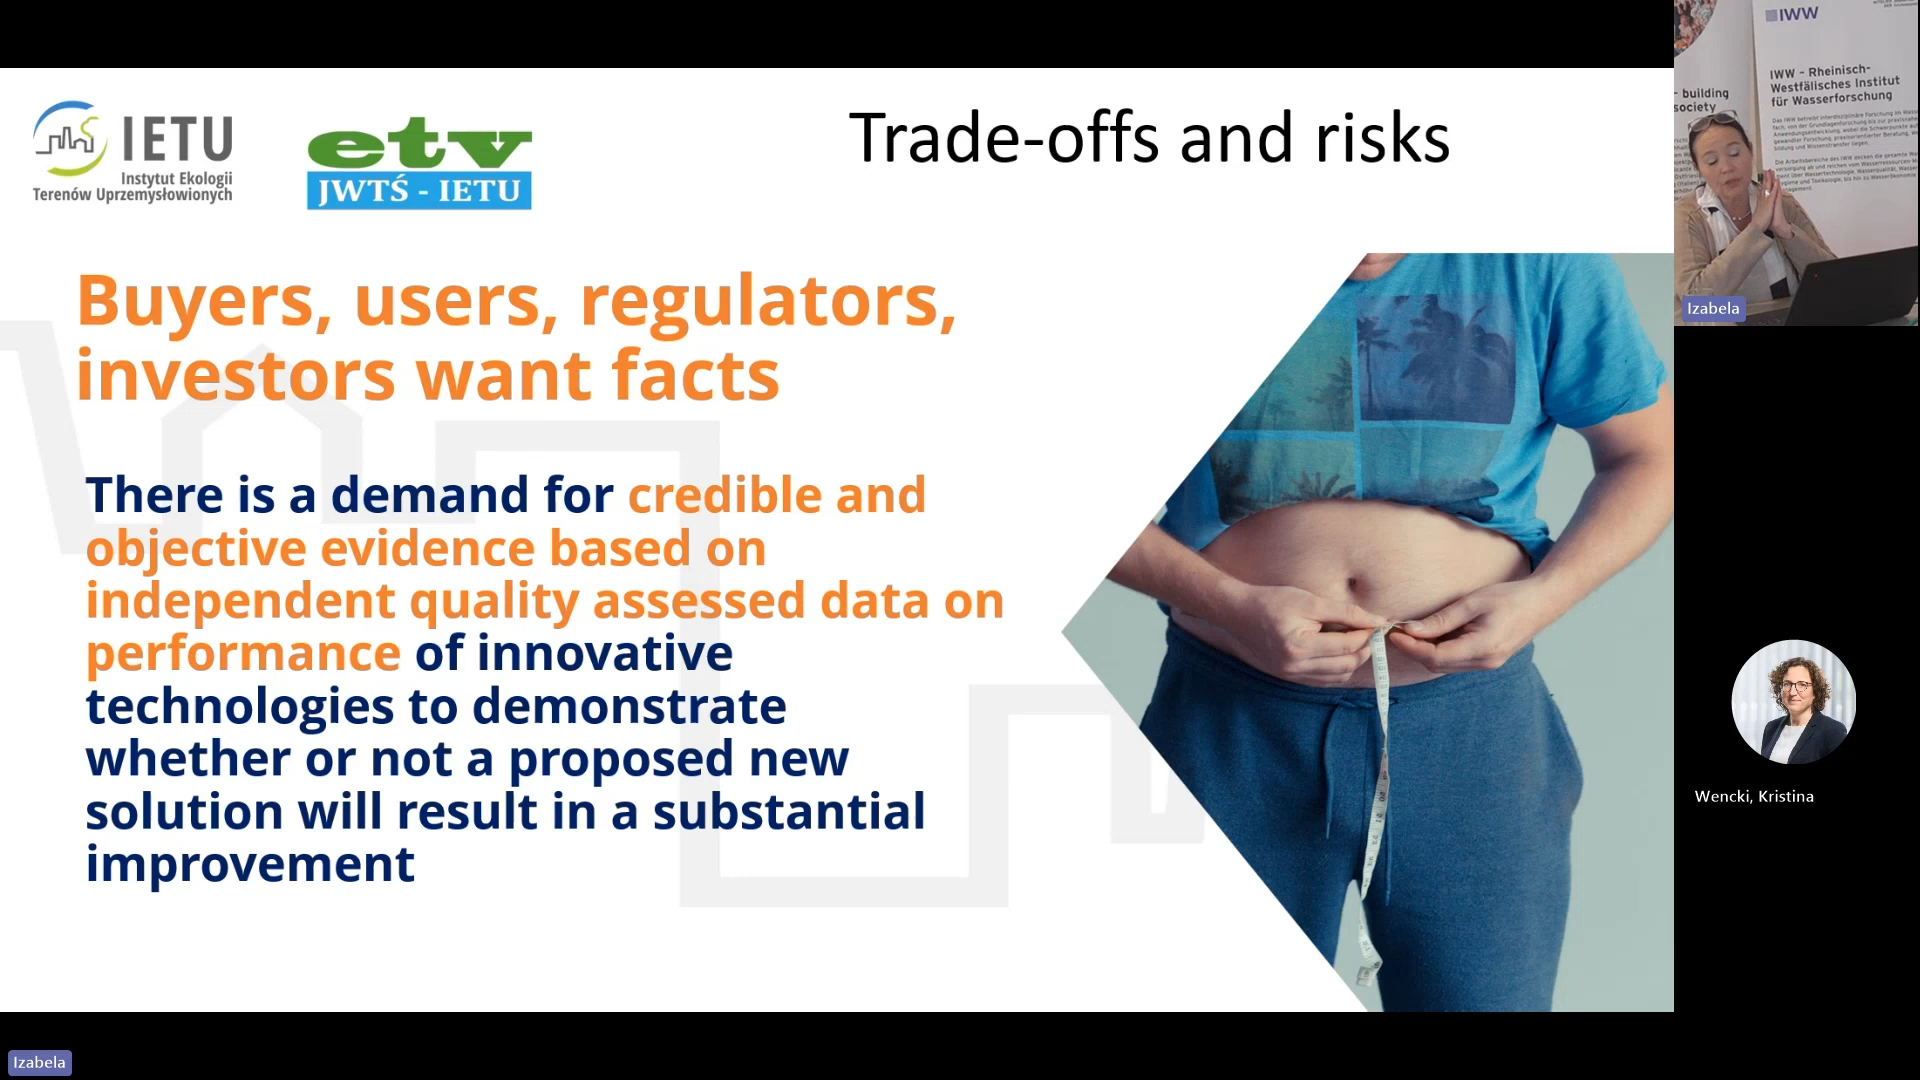 IETU
Instytut Ekologii
Terenów Uprzemysłowionych
etv
JWTŚ - IETU
Trade-offs and risks
Buyers, users, regulators,
investors want facts
There is a demand for credible and
objective evidence based on
independent quality assessed data on
performance of innovative
technologies to demonstrate
whether or not a proposed new
solution will result in a substantial
improvement
IWW
- building
society
IWW - Rheinisch-
Westfälisches Institut
für Wasserforschung
Izabela
Wencki, Kristina
Izabela